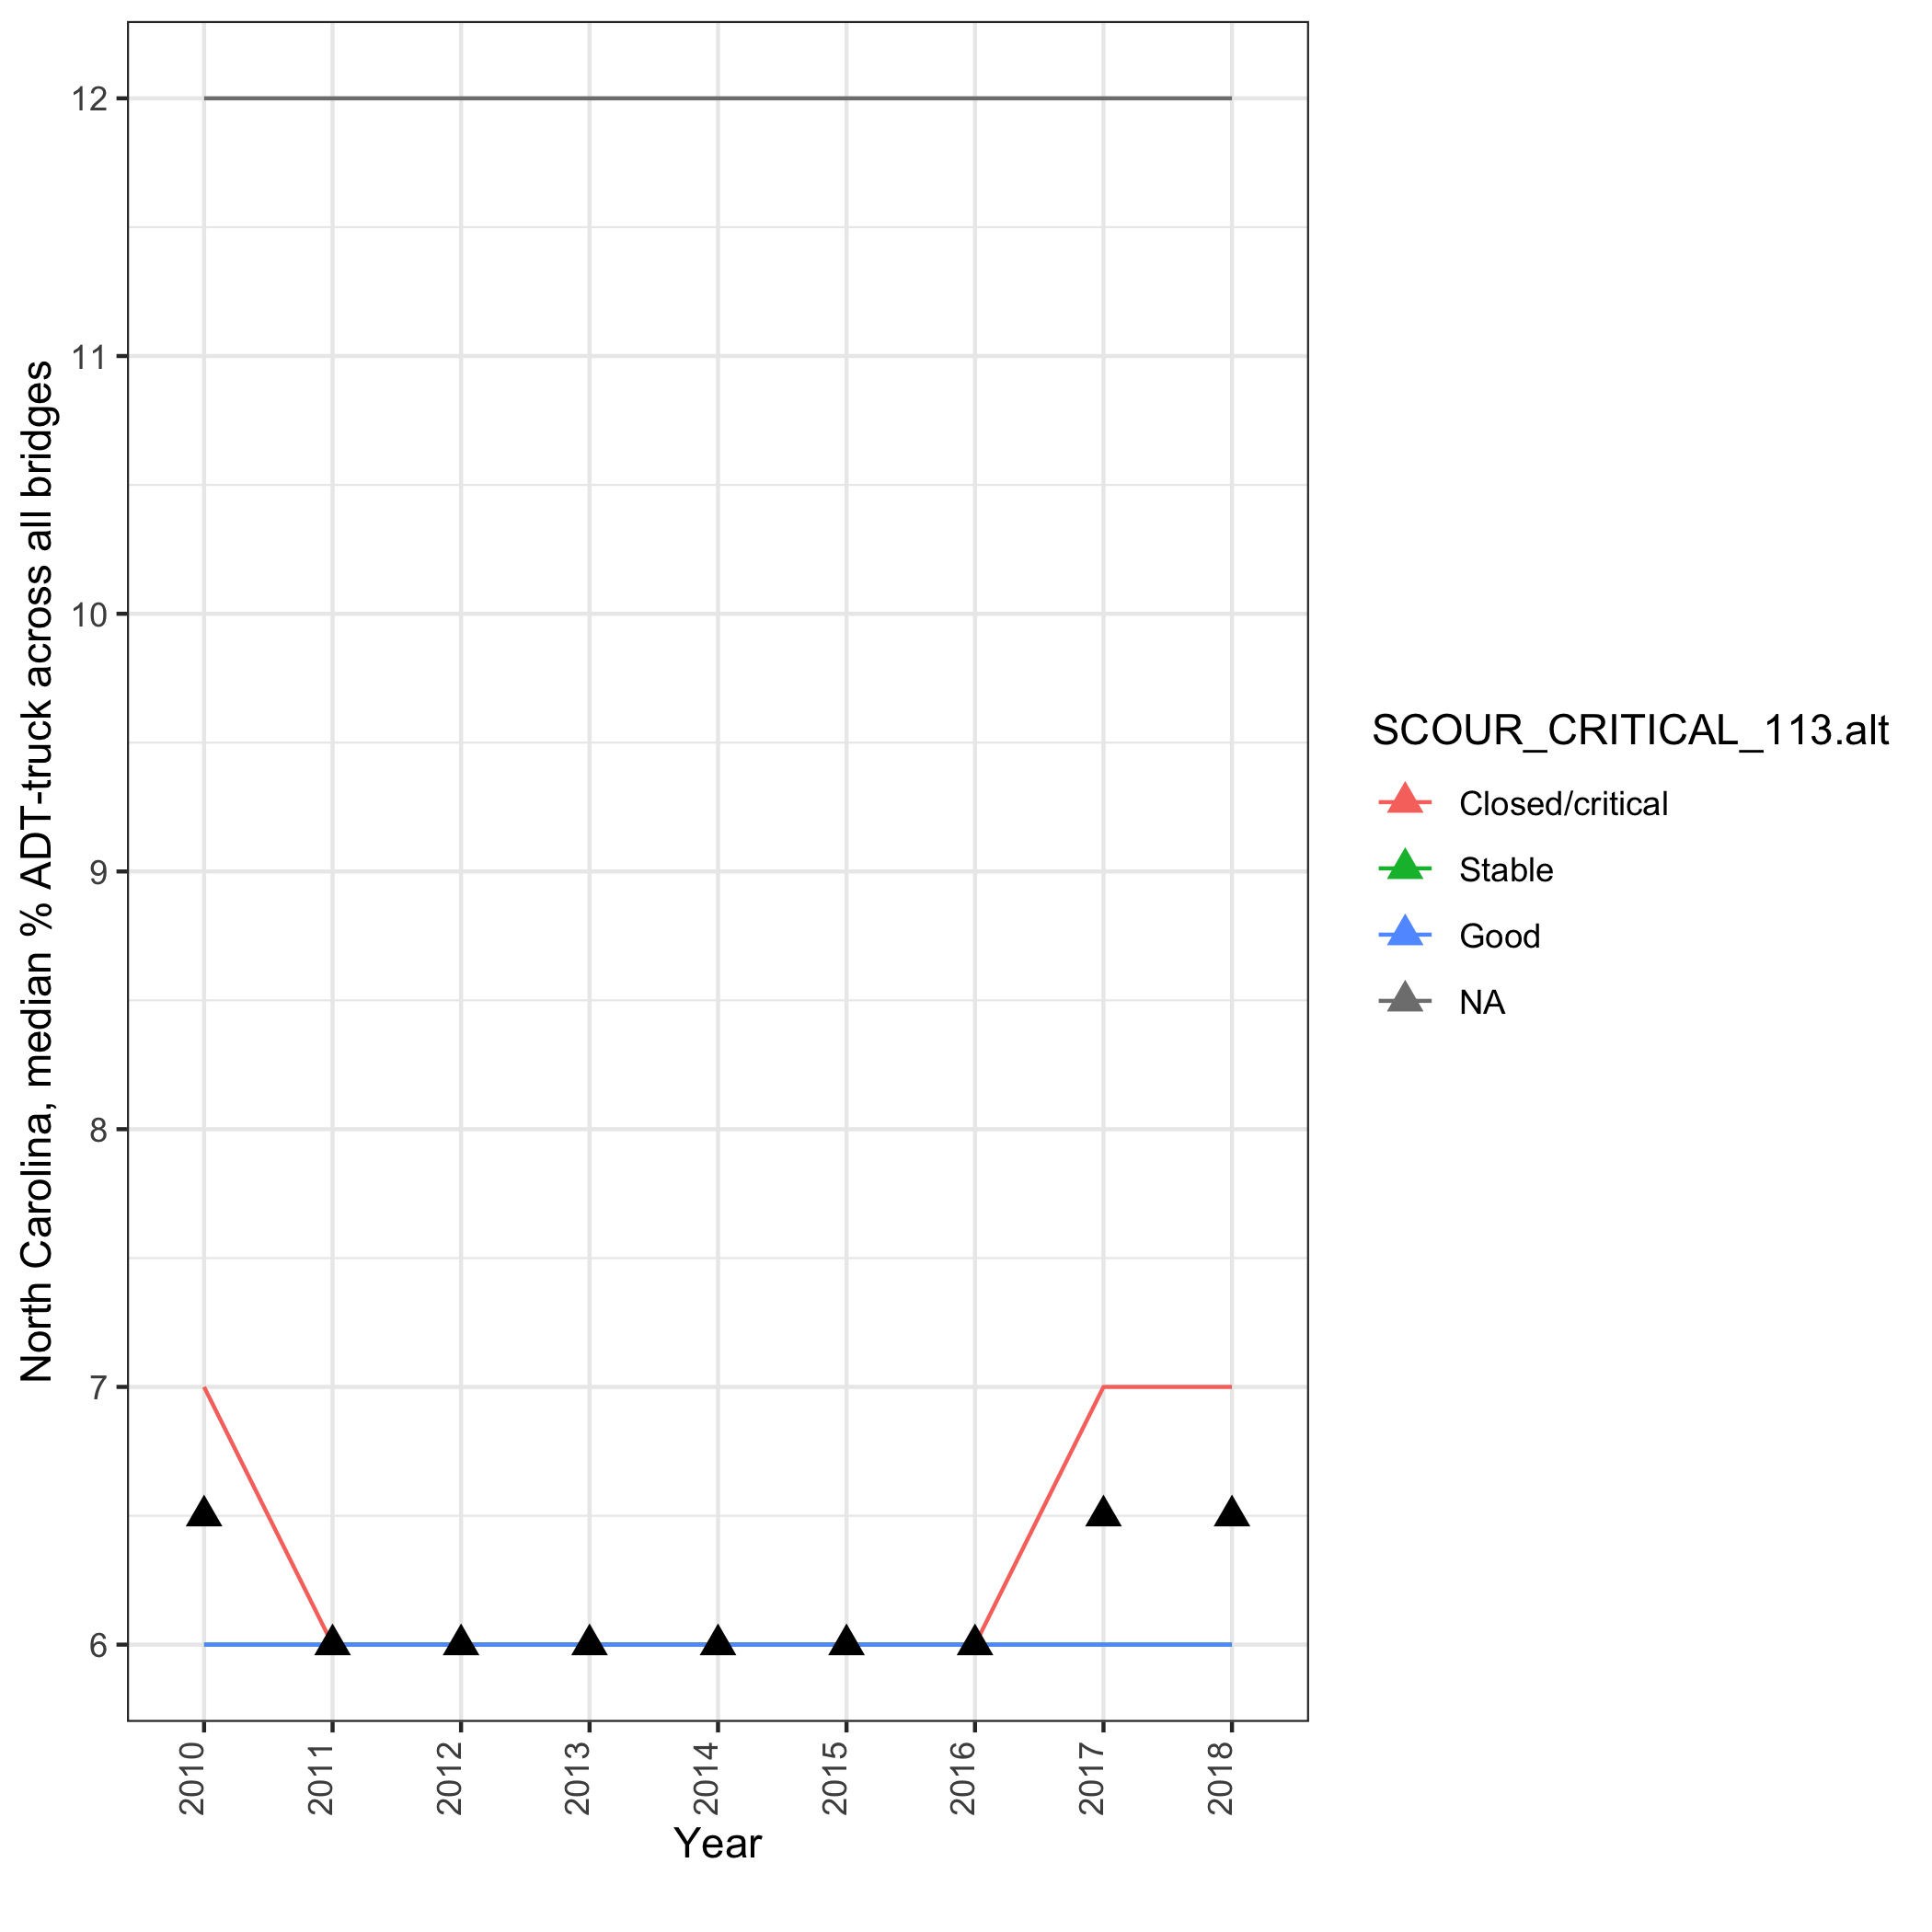 North Carolina, median % ADT-truck across all bridges
12
11
10
9
8
7
6
2010
2011
2012
2013
2014
2015
2016
2017
2018
Year
SCOUR_CRITICAL_113.alt
Closed/critical
Stable
Good
NA